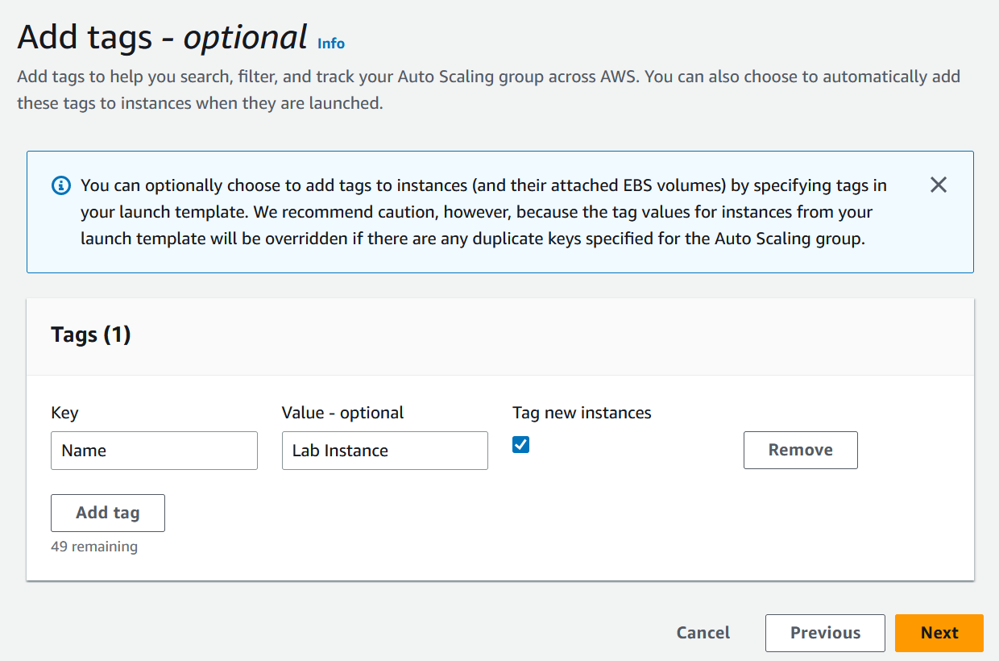 Add tags - optional Info
Add tags to help you search, filter, and track your Auto Scaling group across AWS. You can also choose to automatically add
these tags to instances when they are launched.
You can optionally choose to add tags to instances (and their attached EBS volumes) by specifying tags in
your launch template. We recommend caution, however, because the tag values for instances from your
launch template will be overridden if there are any duplicate keys specified for the Auto Scaling group.
Tags (1)
Key Value - optional Tag new instances
Name Lab Instance Remove
Add tag
49 remaining
Cancel Previous Next